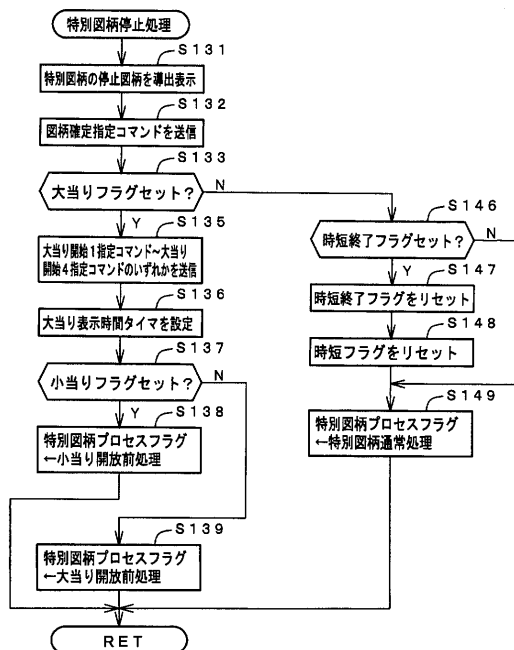 特別図柄停止処理
S131
特別図柄の停止図柄を導出表示
S132
図柄確定指定コマンドを送信
S133
大当りフラグセット？
N
Y
S135
大当り開始1指定コマンド～大当り
開始4指定コマンドのいずれかを送信
S136
大当り表示時間タイマを設定
S137
小当りフラグセット？
N
Y
S138
特別図柄プロセスフラグ
←小当り開放前処理
S139
特別図柄プロセスフラグ
←大当り開放前処理
RET
S146
時短終了フラグセット？
N
Y
S147
時短終了フラグをリセット
S148
時短フラグをリセット
S149
特別図柄プロセスフラグ
←特別図柄通常処理